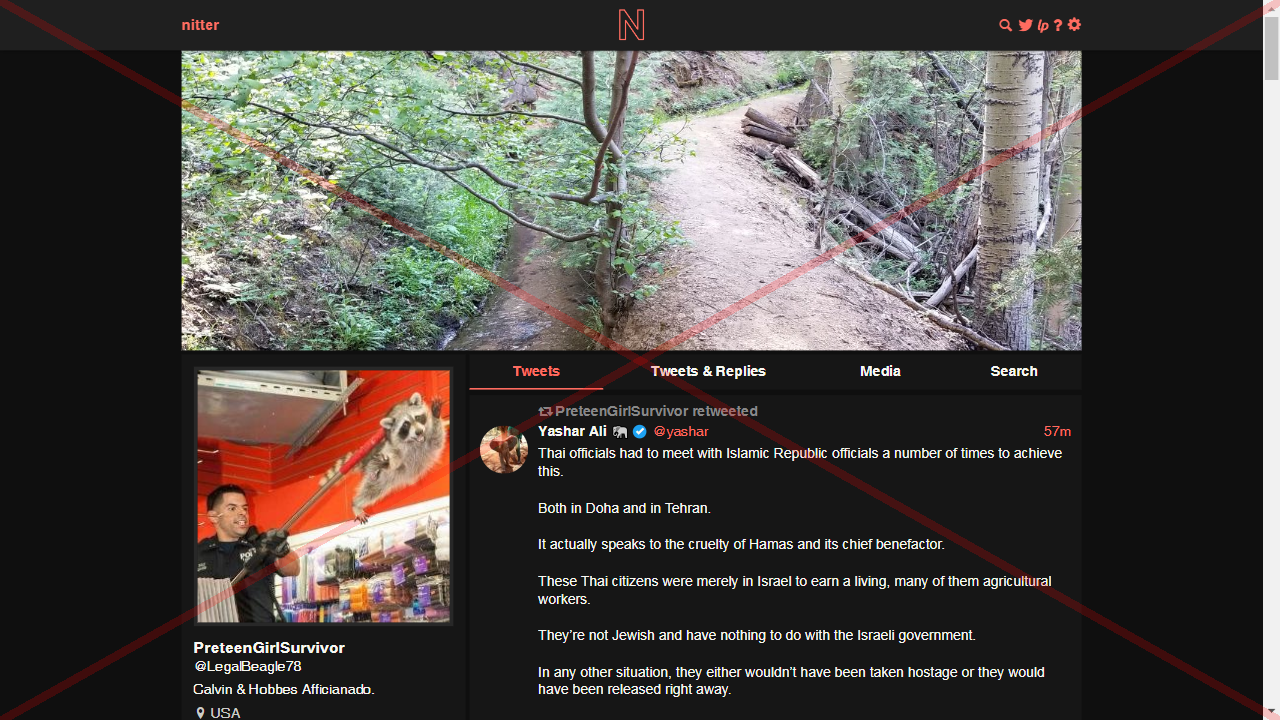 nitter
N
lp ?
Tweets
Tweets & Replies
Media
Search
PreteenGirlSurvivor retweeted
Yashar Ali 🐘 @yashar
57m
Thai officials had to meet with Islamic Republic officials a number of times to achieve
this.
Both in Doha and in Tehran.
It actually speaks to the cruelty of Hamas and its chief benefactor.
These Thai citizens were merely in Israel to earn a living, many of them agricultural
workers.
They’re not Jewish and have nothing to do with the Israeli government.
In any other situation, they either wouldn’t have been taken hostage or they would
have been released right away.
PreteenGirlSurvivor
@LegalBeagle78
Calvin & Hobbes Afficianado.
USA